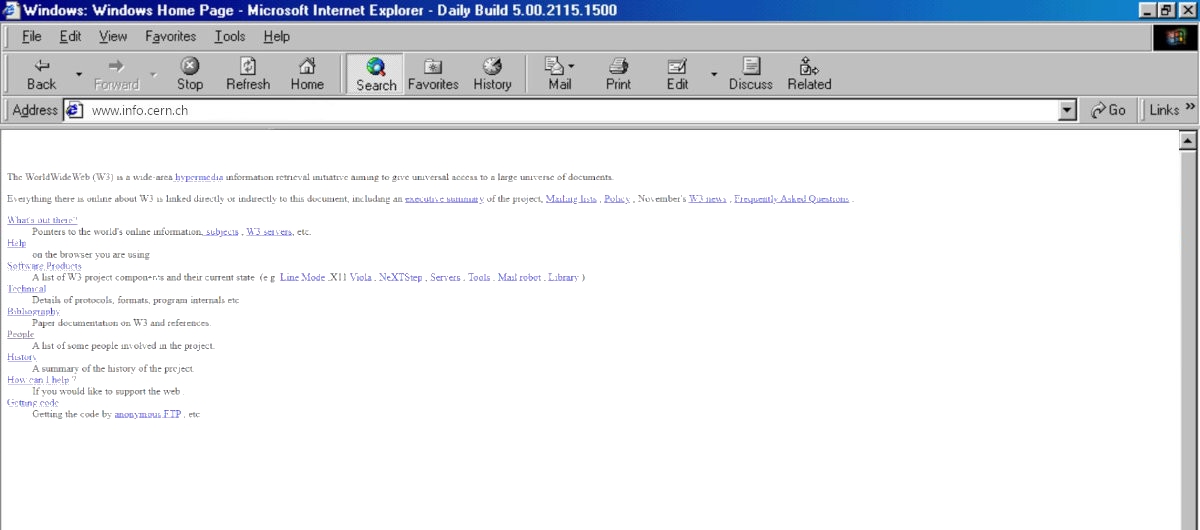 Windows: Windows Home Page - Microsoft Internet Explorer - Daily Build 5.00.2115.1500
File Edit View Favorites Tools Help
Back Forward Stop Refresh Home Search Favorites History Mail Print Edit Discuss Related
Address www.info.cern.ch Go Links »
The WorldWideWeb (W3) is a wide-area hypermedia information retrieval initiative aiming to give universal access to a large universe of documents.
Everything there is online about W3 is linked directly or indirectly to this document, including an executive summary of the project, Mailing lists , Policy , November's W3 news , Frequently Asked Questions .
What's out there?
Pointers to the world's online information, subjects , W3 servers, etc.
Help
on the browser you are using
Software Products
A list of W3 project components and their current state. (e.g. Line Mode ,X11 Viola , NeXTStep , Servers , Tools , Mail robot , Library )
Technical
Details of protocols, formats, program internals etc
Bibliography
Paper documentation on W3 and references.
People
A list of some people involved in the project.
History
A summary of the history of the project.
How can I help ?
If you would like to support the web..
Getting code
Getting the code by anonymous FTP , etc.